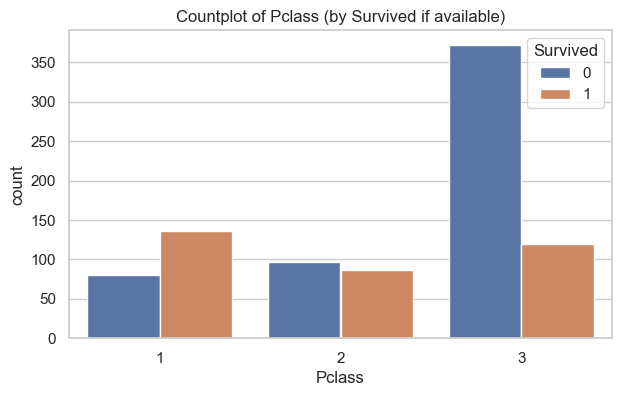 Countplot of Pclass (by Survived if available)
Survived
0
1
350
300
250
200
150
100
50
0
count
1 2 3
Pclass